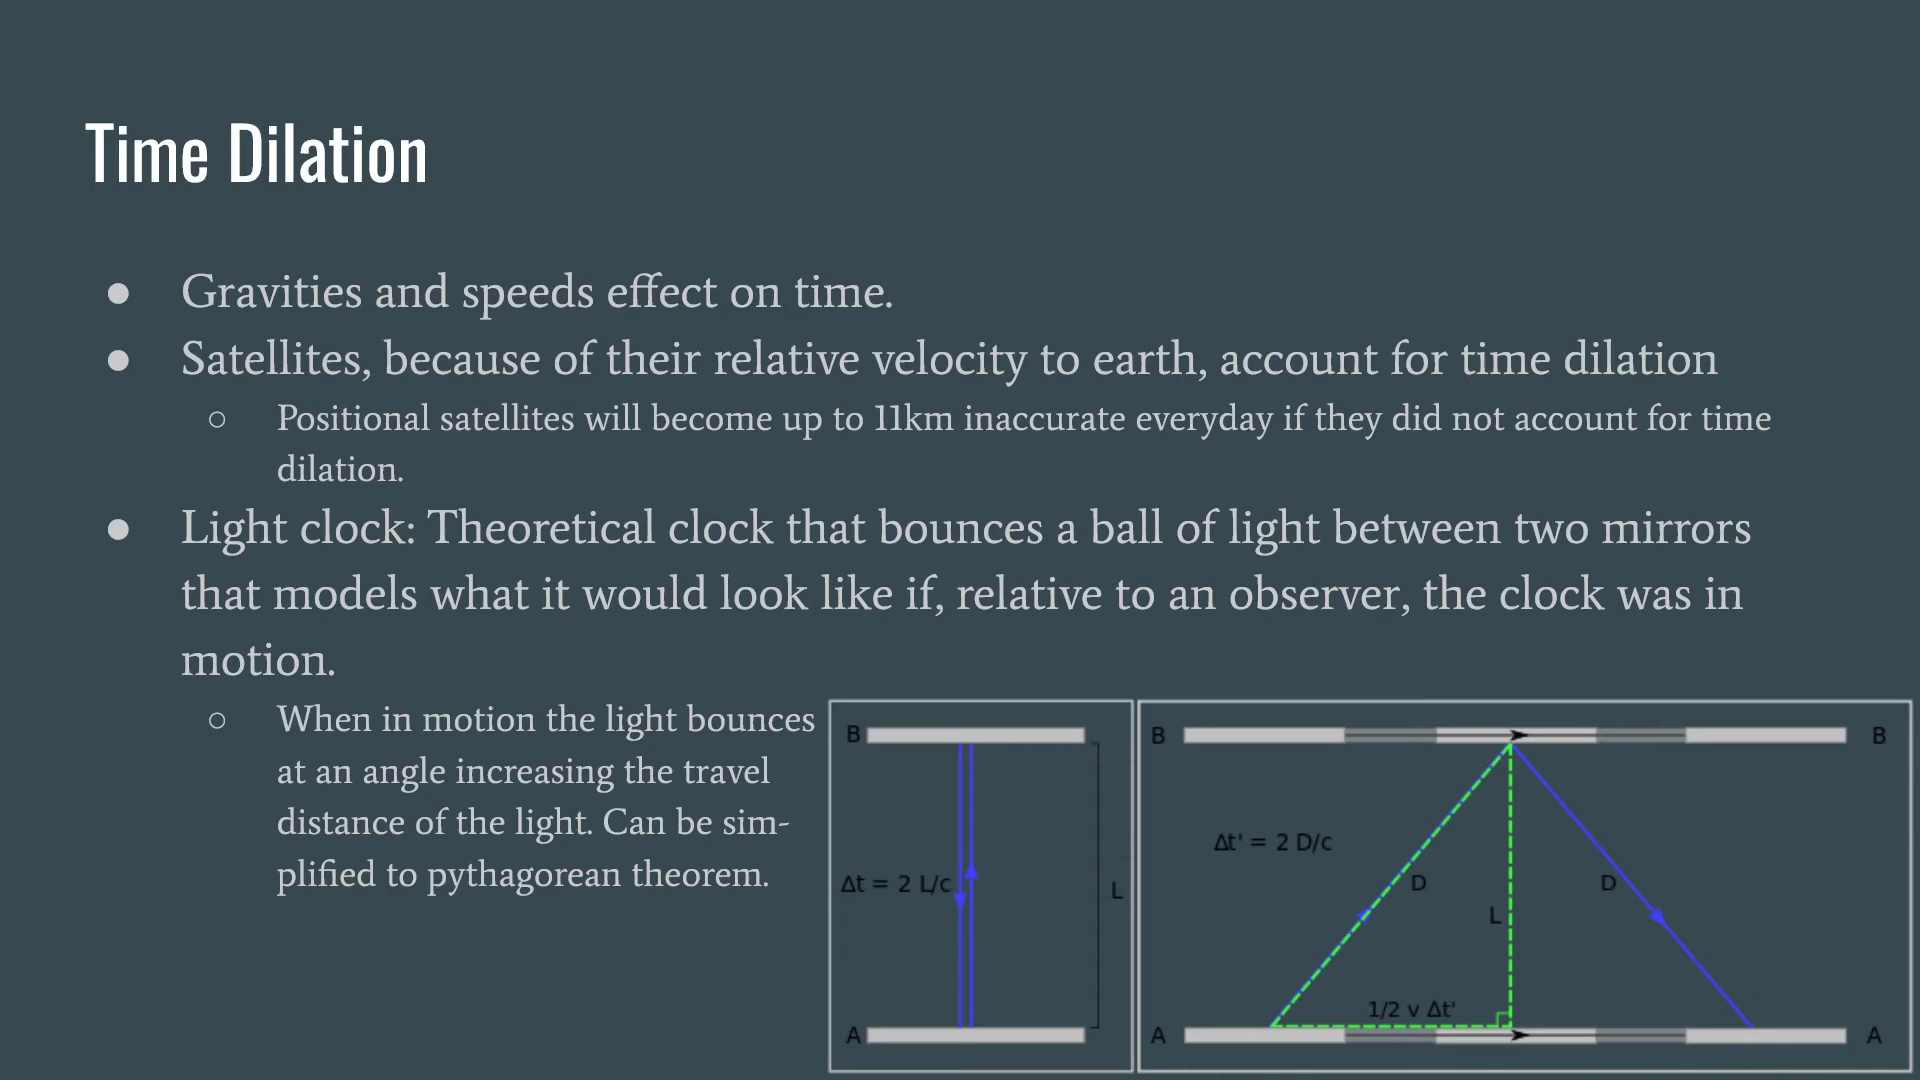 Time Dilation
● Gravities and speeds effect on time.
● Satellites, because of their relative velocity to earth, account for time dilation
○ Positional satellites will become up to 11km inaccurate everyday if they did not account for time
dilation.
● Light clock: Theoretical clock that bounces a ball of light between two mirrors
that models what it would look like if, relative to an observer, the clock was in
motion.
○ When in motion the light bounces
at an angle increasing the travel
distance of the light. Can be sim-
plified to pythagorean theorem.
B
Δt = 2 L/c
L
A
B
B
Δt' = 2 D/c
D
D
L
1/2 v Δt'
A
A